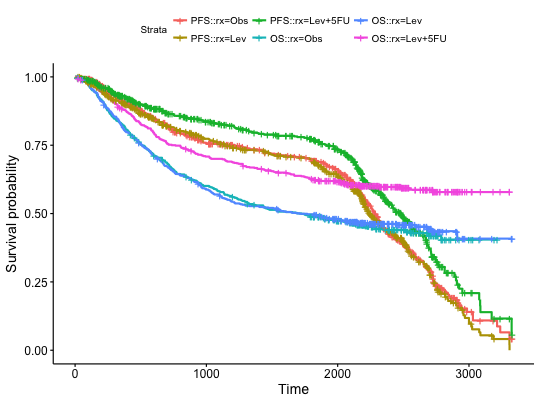 Strata PFS::rx=Obs PFS::rx=Lev+5FU OS::rx=Lev
PFS::rx=Lev OS::rx=Obs OS::rx=Lev+5FU
1.00
0.75
0.50
0.25
0.00
Survival probability
0 1000 2000 3000
Time